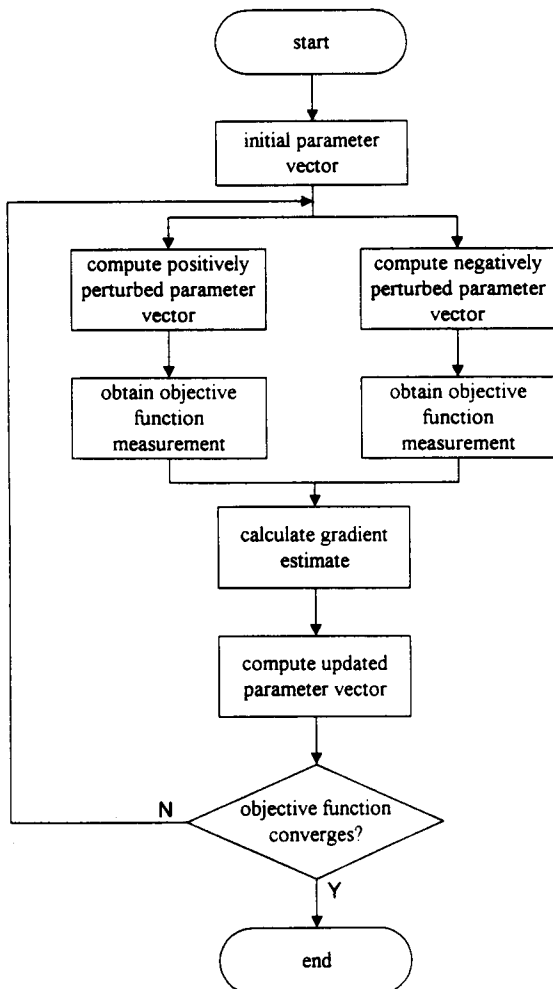 start
initial parameter
vector
compute positively
perturbed parameter
vector
compute negatively
perturbed parameter
vector
obtain objective
function
measurement
obtain objective
function
measurement
calculate gradient
estimate
compute updated
parameter vector
N
objective function
converges?
Y
end